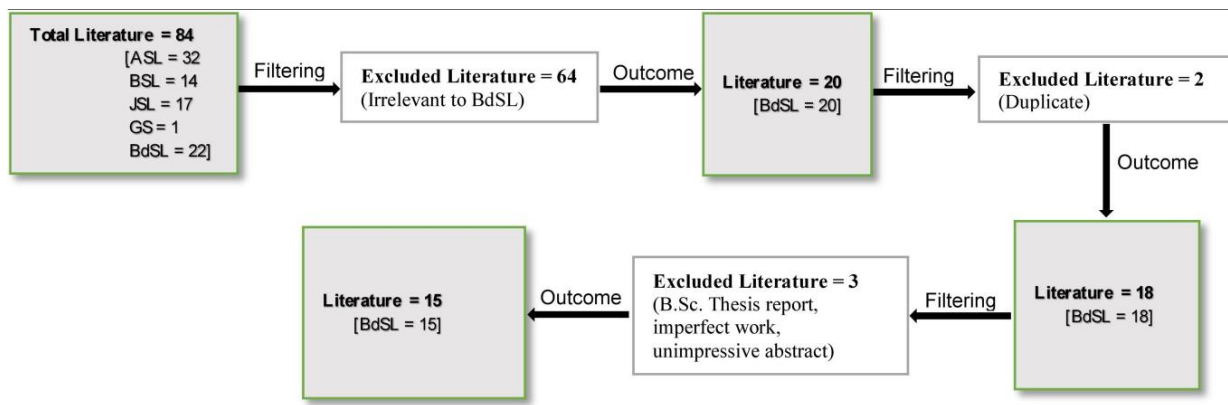 Total Literature = 84
[ASL = 32
BSL = 14
JSL = 17
GS = 1
BdSL = 22]
Filtering
Excluded Literature = 64
(Irrelevant to BdSL)
Outcome
Literature = 20
[BdSL = 20]
Filtering
Excluded Literature = 2
(Duplicate)
Outcome
Literature = 18
[BdSL = 18]
Filtering
Excluded Literature = 3
(B.Sc. Thesis report,
imperfect work,
unimpressive abstract)
Outcome
Literature = 15
[BdSL = 15]